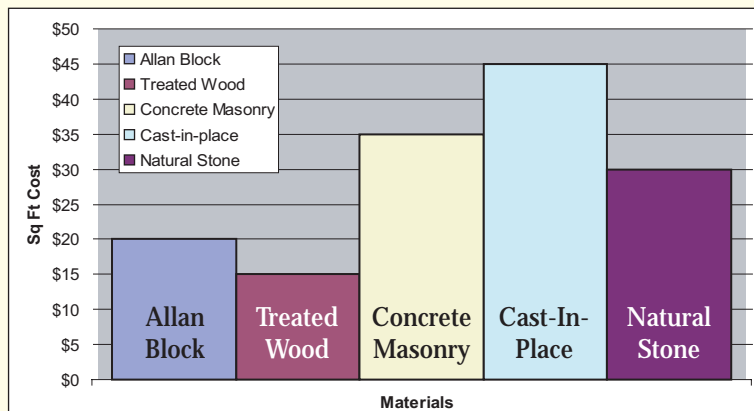 $50
$45
$40
$35
$30
$25
$20
$15
$10
$5
$0
Sq Ft Cost
Allan Block
Treated Wood
Concrete Masonry
Cast-in-place
Natural Stone
Allan
Block
Treated
Wood
Concrete
Masonry
Cast-In-
Place
Natural
Stone
Materials